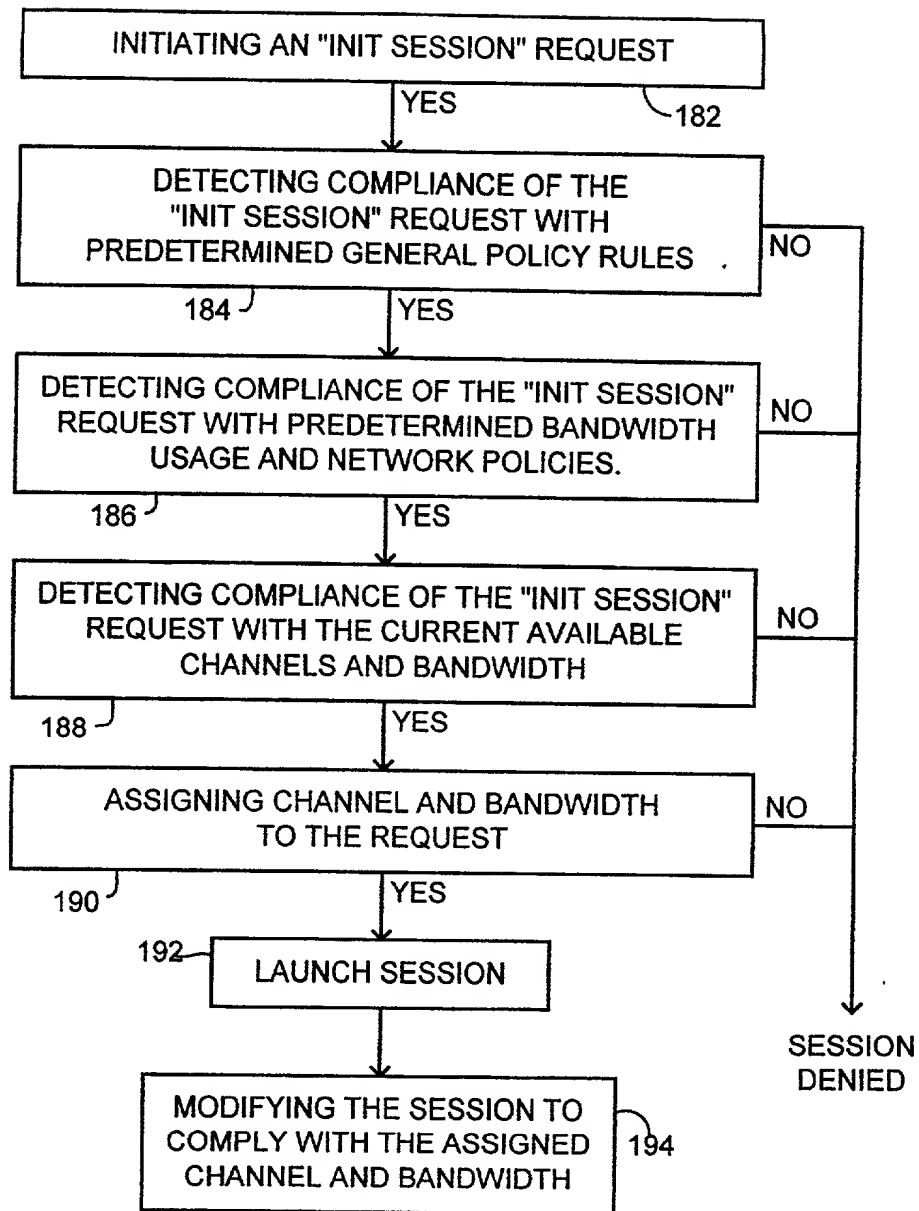 INITIATING AN "INIT SESSION" REQUEST
182
YES
DETECTING COMPLIANCE OF THE
"INIT SESSION" REQUEST WITH
PREDETERMINED GENERAL POLICY RULES
NO
184
YES
DETECTING COMPLIANCE OF THE "INIT SESSION"
REQUEST WITH PREDETERMINED BANDWIDTH
USAGE AND NETWORK POLICIES.
NO
186
YES
DETECTING COMPLIANCE OF THE "INIT SESSION"
REQUEST WITH THE CURRENT AVAILABLE
CHANNELS AND BANDWIDTH
NO
188
YES
ASSIGNING CHANNEL AND BANDWIDTH
TO THE REQUEST
NO
190
YES
192
LAUNCH SESSION
SESSION
DENIED
MODIFYING THE SESSION TO
COMPLY WITH THE ASSIGNED
CHANNEL AND BANDWIDTH
194